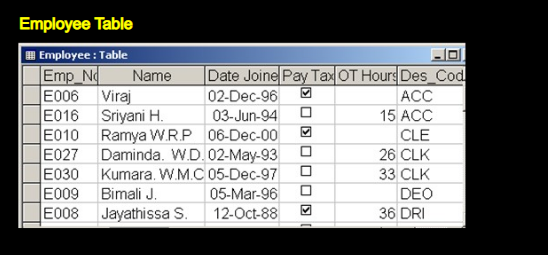 Employee Table
Employee : Table
Emp_No Name Date Joine Pay Tax OT Hours Des_Cod
E006 Viraj 02-Dec-96 ACC
E016 Sriyani H. 03-Jun-94 15 ACC
E010 Ramya W.R.P 06-Dec-00 CLE
E027 Daminda. W.D. 02-May-93 26 CLK
E030 Kumara. W.M.C 05-Dec-97 33 CLK
E009 Bimali J. 05-Mar-96 DEO
E008 Jayathissa S. 12-Oct-88 36 DRI